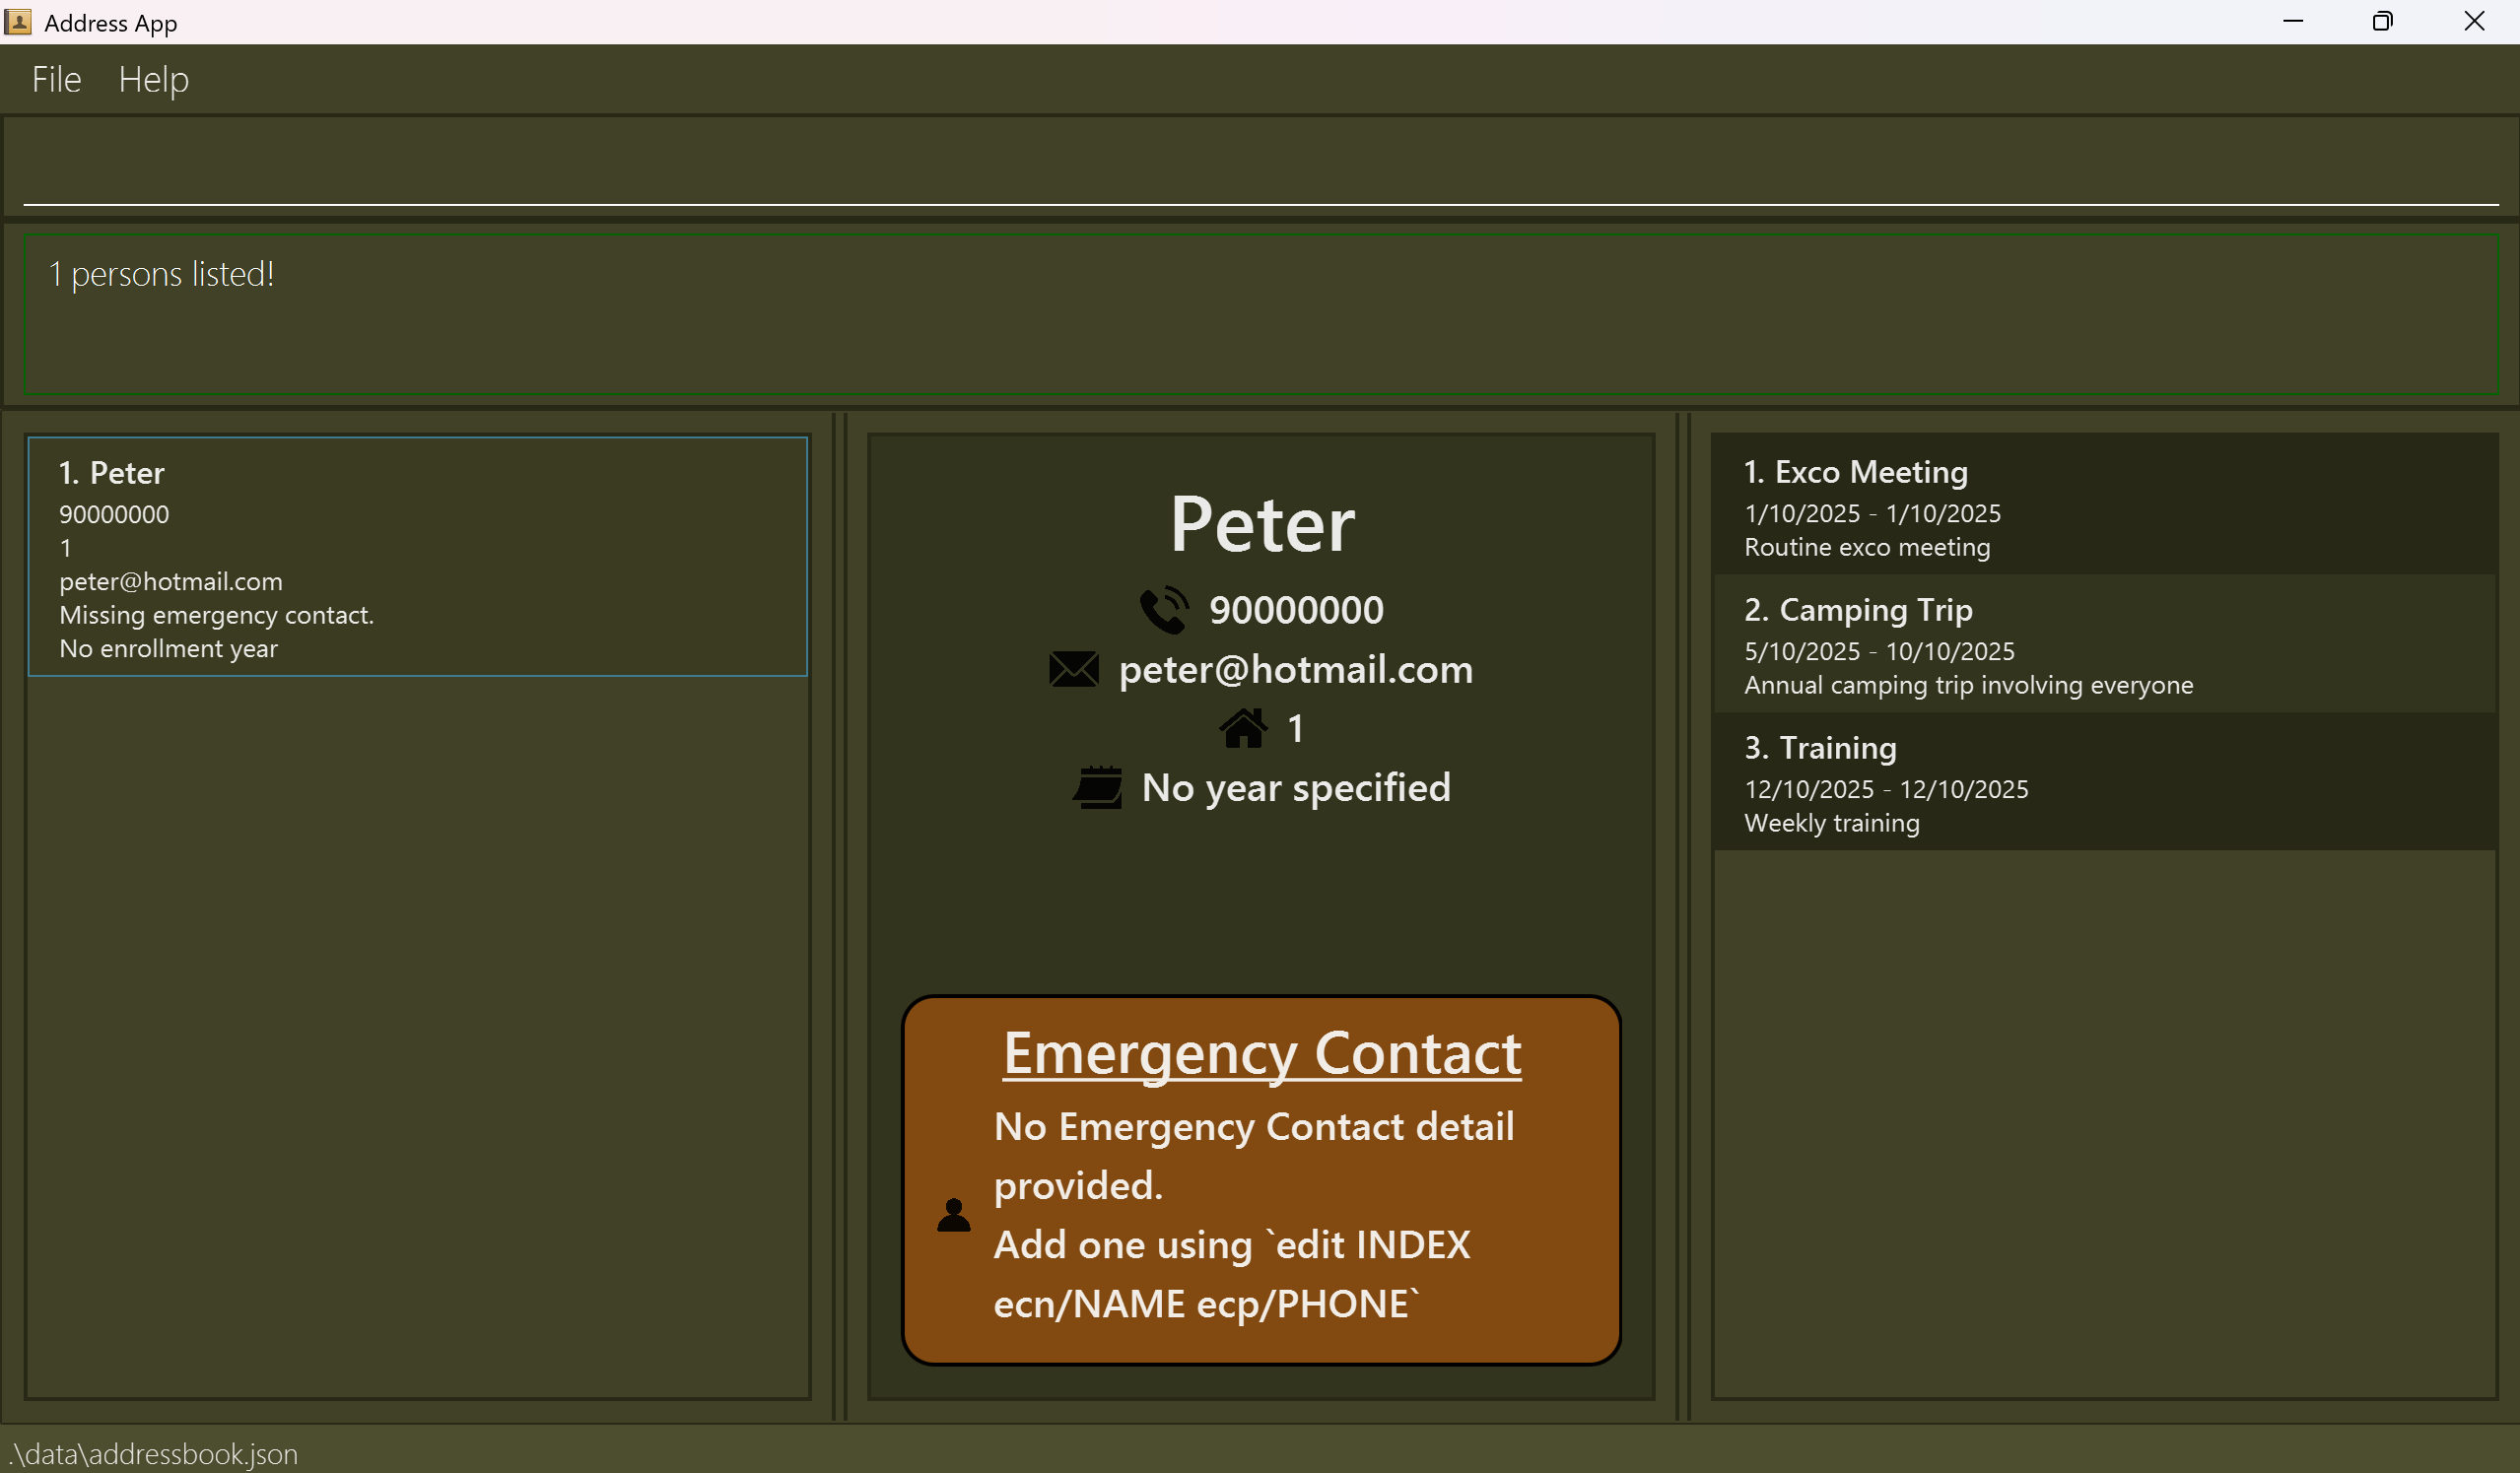 Address App
File Help
1 persons listed!
1. Peter
90000000
1
peter@hotmail.com
Missing emergency contact.
No enrollment year
Peter
90000000
peter@hotmail.com
1
No year specified
Emergency Contact
No Emergency Contact detail
provided.
Add one using `edit INDEX
ecn/NAME ecp/PHONE`
1. Exco Meeting
1/10/2025 - 1/10/2025
Routine exco meeting
2. Camping Trip
5/10/2025 - 10/10/2025
Annual camping trip involving everyone
3. Training
12/10/2025 - 12/10/2025
Weekly training
.\data\addressbook.json